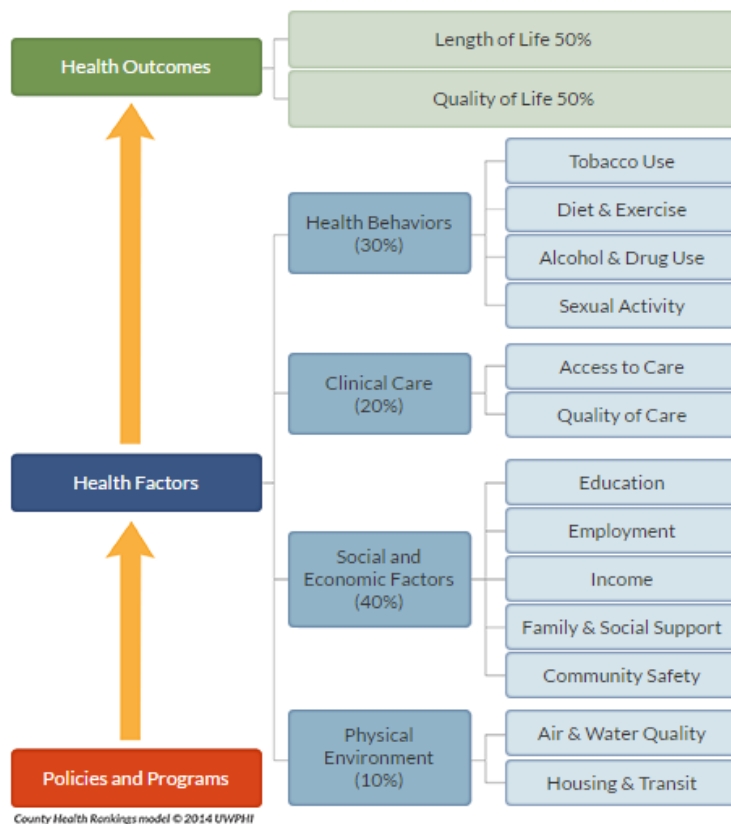 Health Outcomes
Length of Life 50%
Quality of Life 50%
Health Behaviors
(30%)
Tobacco Use
Diet & Exercise
Alcohol & Drug Use
Sexual Activity
Clinical Care
(20%)
Access to Care
Quality of Care
Health Factors
Social and
Economic Factors
(40%)
Education
Employment
Income
Family & Social Support
Community Safety
Physical
Environment
(10%)
Air & Water Quality
Housing & Transit
Policies and Programs
County Health Rankings model © 2014 UWPHI